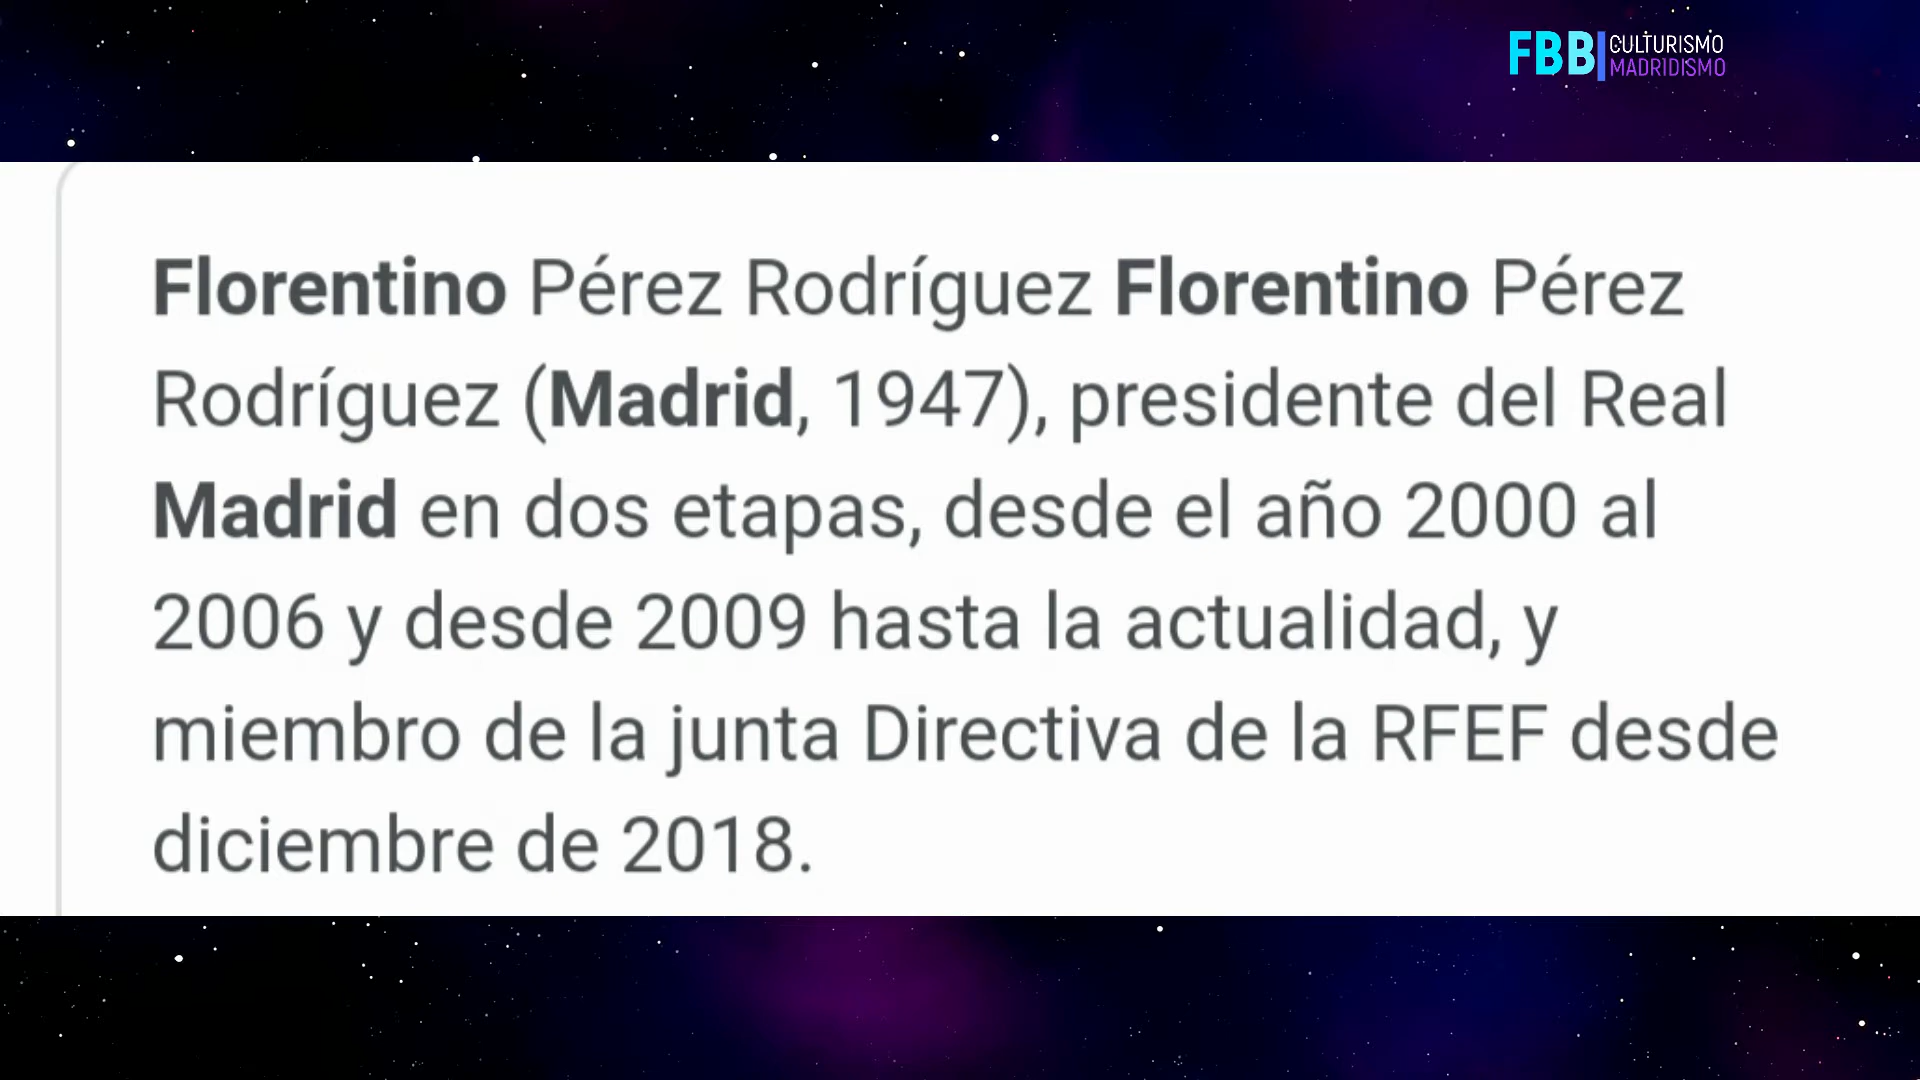 FBB CULTURISMO
MADRIDISMO
Florentino Pérez Rodríguez Florentino Pérez
Rodríguez (Madrid, 1947), presidente del Real
Madrid en dos etapas, desde el año 2000 al
2006 y desde 2009 hasta la actualidad, y
miembro de la junta Directiva de la RFEF desde
diciembre de 2018.